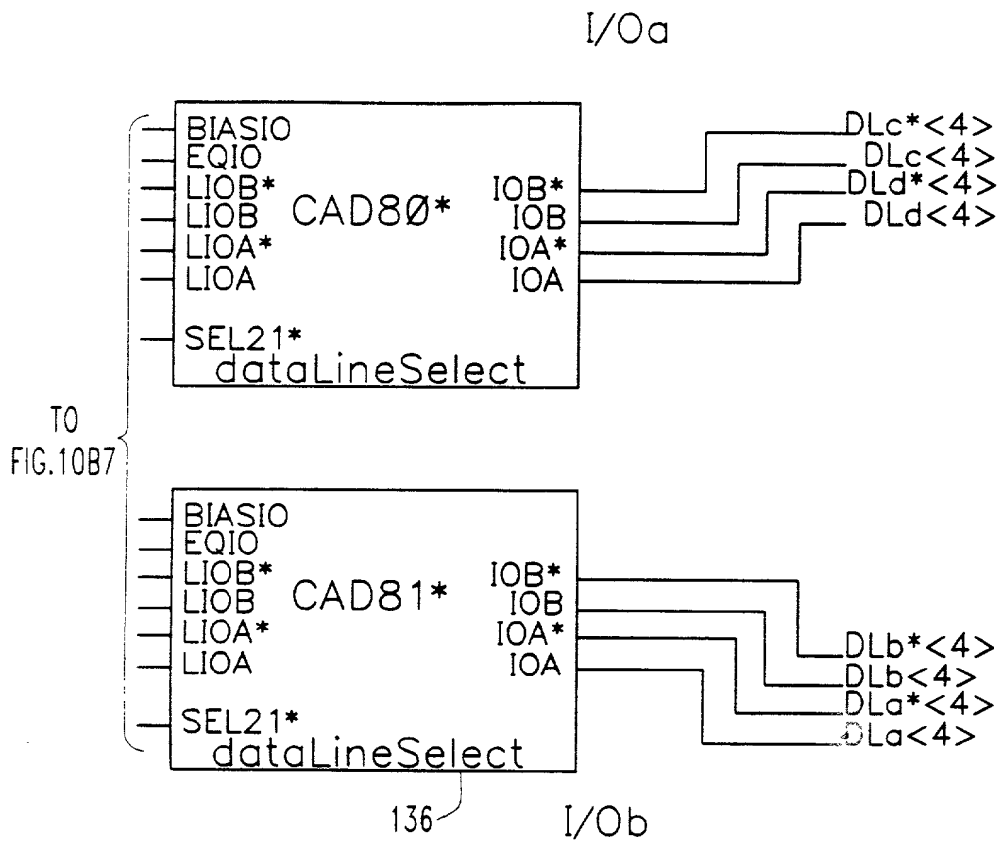 I/Oa
BIASIO
EQIO
LIOB*
LIOB
LIOA*
LIOA
SEL21*
CAD8Ø*
dataLineSelect
IOB*
IOB
IOA*
IOA
DLc*<4>
DLc<4>
DLd*<4>
DLd<4>
TO
FIG.10B7
BIASIO
EQIO
LIOB*
LIOB
LIOA*
LIOA
SEL21*
CAD81*
dataLineSelect
IOB*
IOB
IOA*
IOA
DLb*<4>
DLb<4>
DLa*<4>
DLa<4>
136
I/Ob